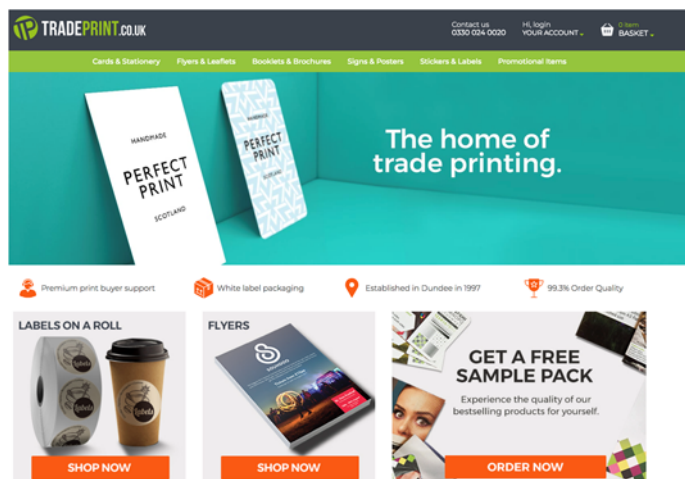 TRADEPRINT.CO.UK
Contact us
0330 024 0020
Hi, login
YOUR ACCOUNT
0 item
BASKET
Cards & Stationery
Flyers & Leaflets
Booklets & Brochures
Signs & Posters
Stickers & Labels
Promotional Items
HANDMADE
PERFECT
PRINT
SCOTLAND
HANDMADE
PERFECT
PRINT
SCOTLAND
The home of
trade printing.
Premium print buyer support
White label packaging
Established in Dundee in 1997
99.3% Order Quality
LABELS ON A ROLL
Labels
Labels
SHOP NOW
FLYERS
SHOP NOW
GET A FREE
SAMPLE PACK
Experience the quality of our
bestselling products for yourself.
ORDER NOW